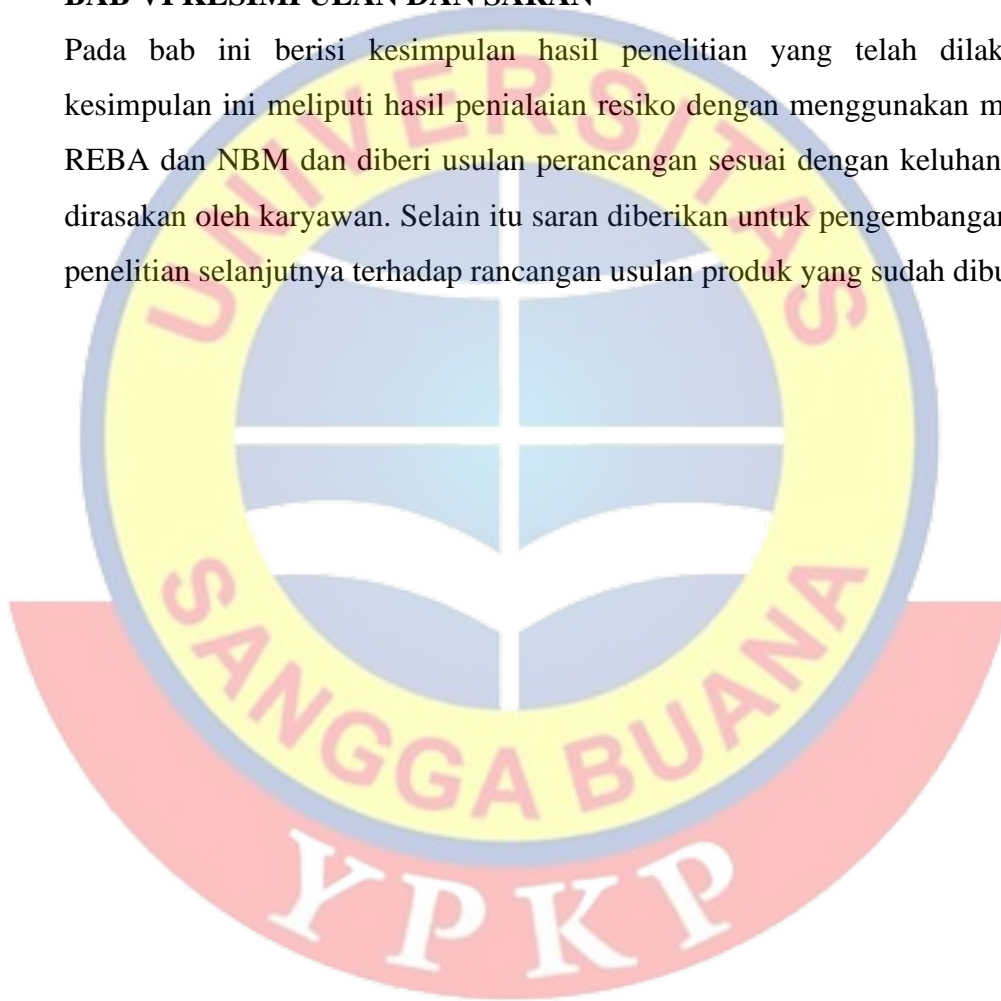 BAB VI KESIMPULAN DAN SARAN
Pada bab ini berisi kesimpulan hasil penelitian yang telah
kesimpulan ini meliputi hasil penialaian resiko dengan menggunakan
REBA dan NBM dan diberi usulan perancangan sesuai dengan keluhan
dirasakan oleh karyawan. Selain itu saran diberikan untuk pengembangan
penelitian selanjutnya terhadap rancangan usulan produk yang sudah
UNIVERSITAS
SANGGA BUANA
YPKP